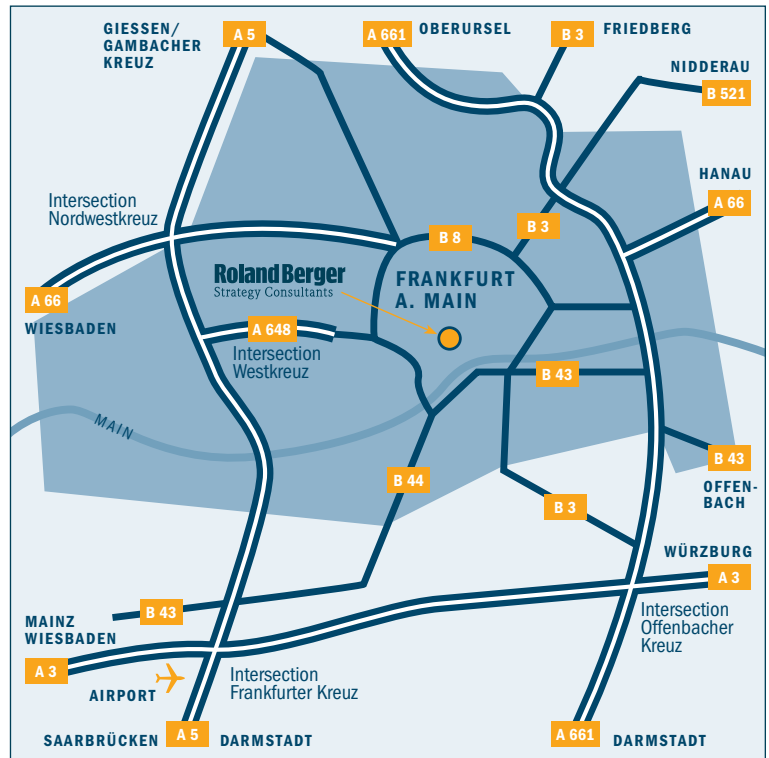 GIESSEN/
GAMBACHER
KREUZ
A 5
A 661
OBERURSEL
B 3
FRIEDBERG
NIDDERAU
B 521
HANAU
A 66
Intersection
Nordwestkreuz
B 3
B 8
Roland Berger
Strategy Consultants
FRANKFURT
A. MAIN
A 66
WIESBADEN
A 648
Intersection
Westkreuz
B 43
MAIN
B 44
B 43
OFFEN-
BACH
B 3
WÜRZBURG
A 3
B 43
MAINZ
WIESBADEN
A 3
Intersection
Offenbacher
Kreuz
AIRPORT
Intersection
Frankfurter Kreuz
SAARBRÜCKEN
A 5
DARMSTADT
A 661
DARMSTADT